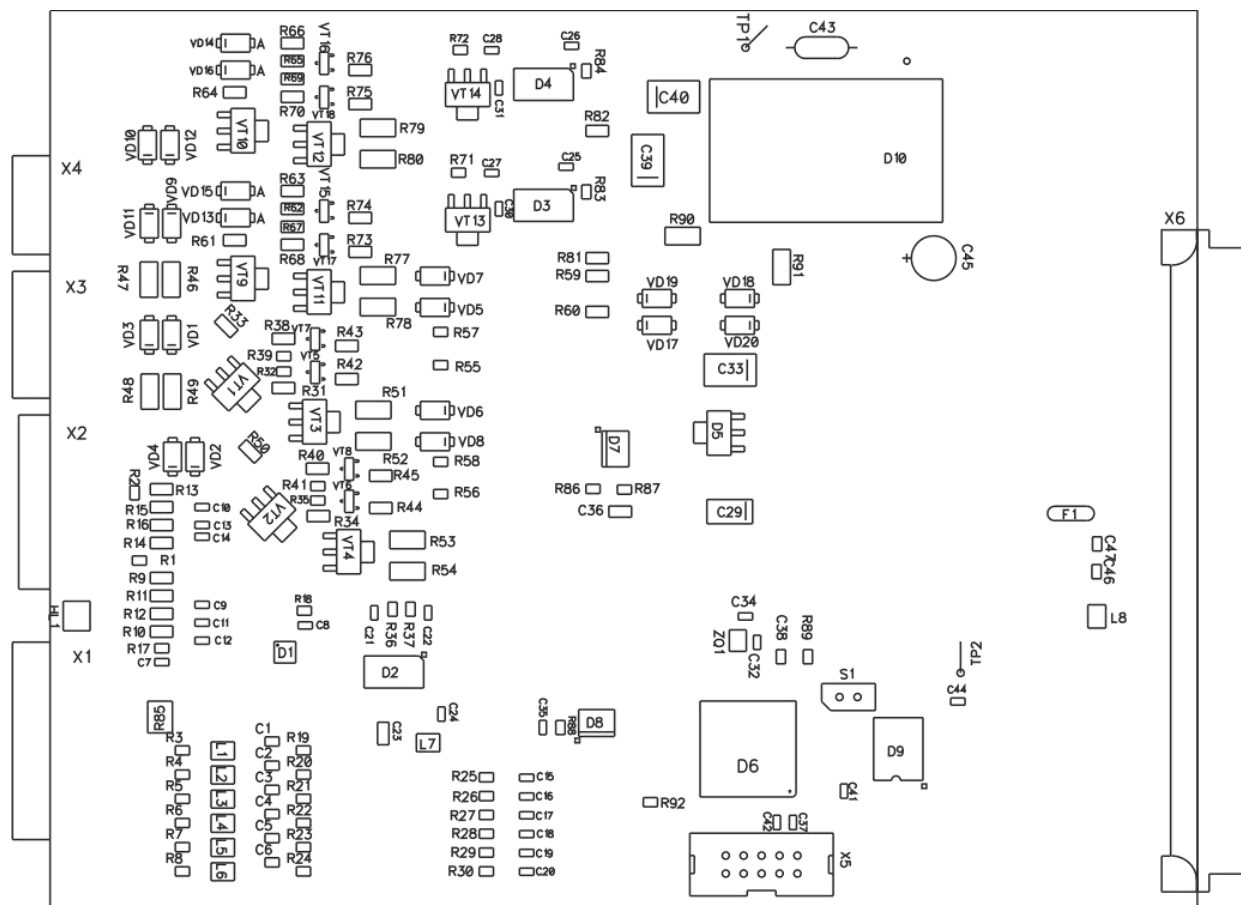 R66 VT16 R72 C28 C26 TP1 C43
VD14 A R65 R76 R84
VD16 A R69 D4
R64 R70 R75 VT14 C31 C40
VT10 VT18 R79 R82
VD10 VD12 VT12 R80 C39 D10
X4 VD9 R63 VT15 R71 C27 C25
VD15 A R62 R74 R83
VD11 VD13 A R67 VT13 C30 D3 X6
R61 R68 R73 R90
R47 R46 VT9 VT17 R77 VD7 R81 R91 C45
X3 VT11 VD5 R59 VD19 VD18
R33 R38 VT7 R78 R57 R60
VD3 VD1 R39 R43 VD17 VD20
R32 VT5 R42 R55 C33
R48 R49 VT1 R31 R51 VD6
X2 VT3 VD8 D5
VD4 VD2 R50 R40 VT8 R52 R58 D7
R2 R13 R41 R45
R15 C10 R35 VT6 R56 R86 R87
R16 C13 VT2 R44 C36 C29 F1
R14 C14 R34 R53
R1 VT4 C47
R9 R54 C46
R11
HL1 R12 C9 R18 C34 L8
R10 C11 C8 C21 R36 R37 C22 ZQ1 C38 R89
X1 R17 C12 D1 C32 TP2
C7 D2 S1 C44
R85 C24 C35 R88 D8
R3 C1 R19 C23 L7
L1 D9
R4 C2 R20 D6
L2 R25 C15
R5 C3 R21 R26 C16 C41
L3 R92
R6 C4 R22 R27 C17
L4 R28 C18 C42 C37
R7 C5 R23
L5 R29 C19 X5
R8 C6 R24 R30 C20
L6